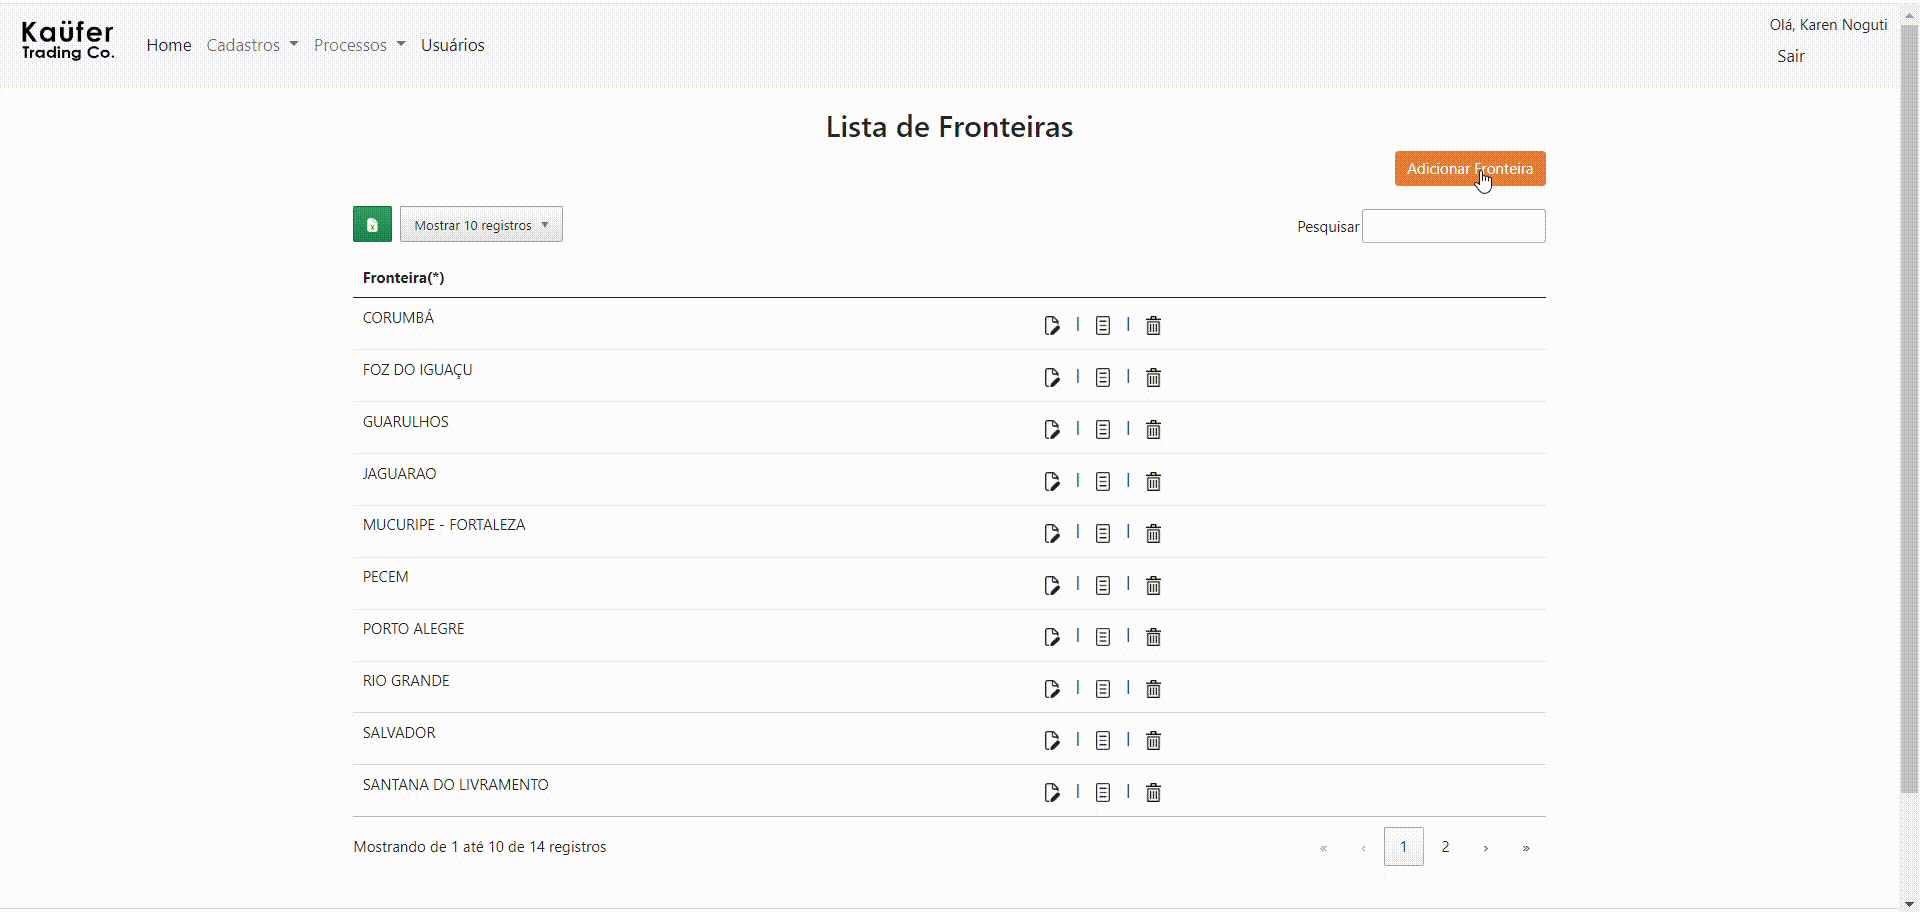 Kaüfer
Trading Co.
Home Cadastros Processos Usuários
Olá, Karen Noguti
Sair
Lista de Fronteiras
Adicionar Fronteira
Mostrar 10 registros
Pesquisar
Fronteira(*)
CORUMBÁ
FOZ DO IGUAÇU
GUARULHOS
JAGUARAO
MUCURIPE - FORTALEZA
PECEM
PORTO ALEGRE
RIO GRANDE
SALVADOR
SANTANA DO LIVRAMENTO
Mostrando de 1 até 10 de 14 registros
« ‹ 1 2 › »